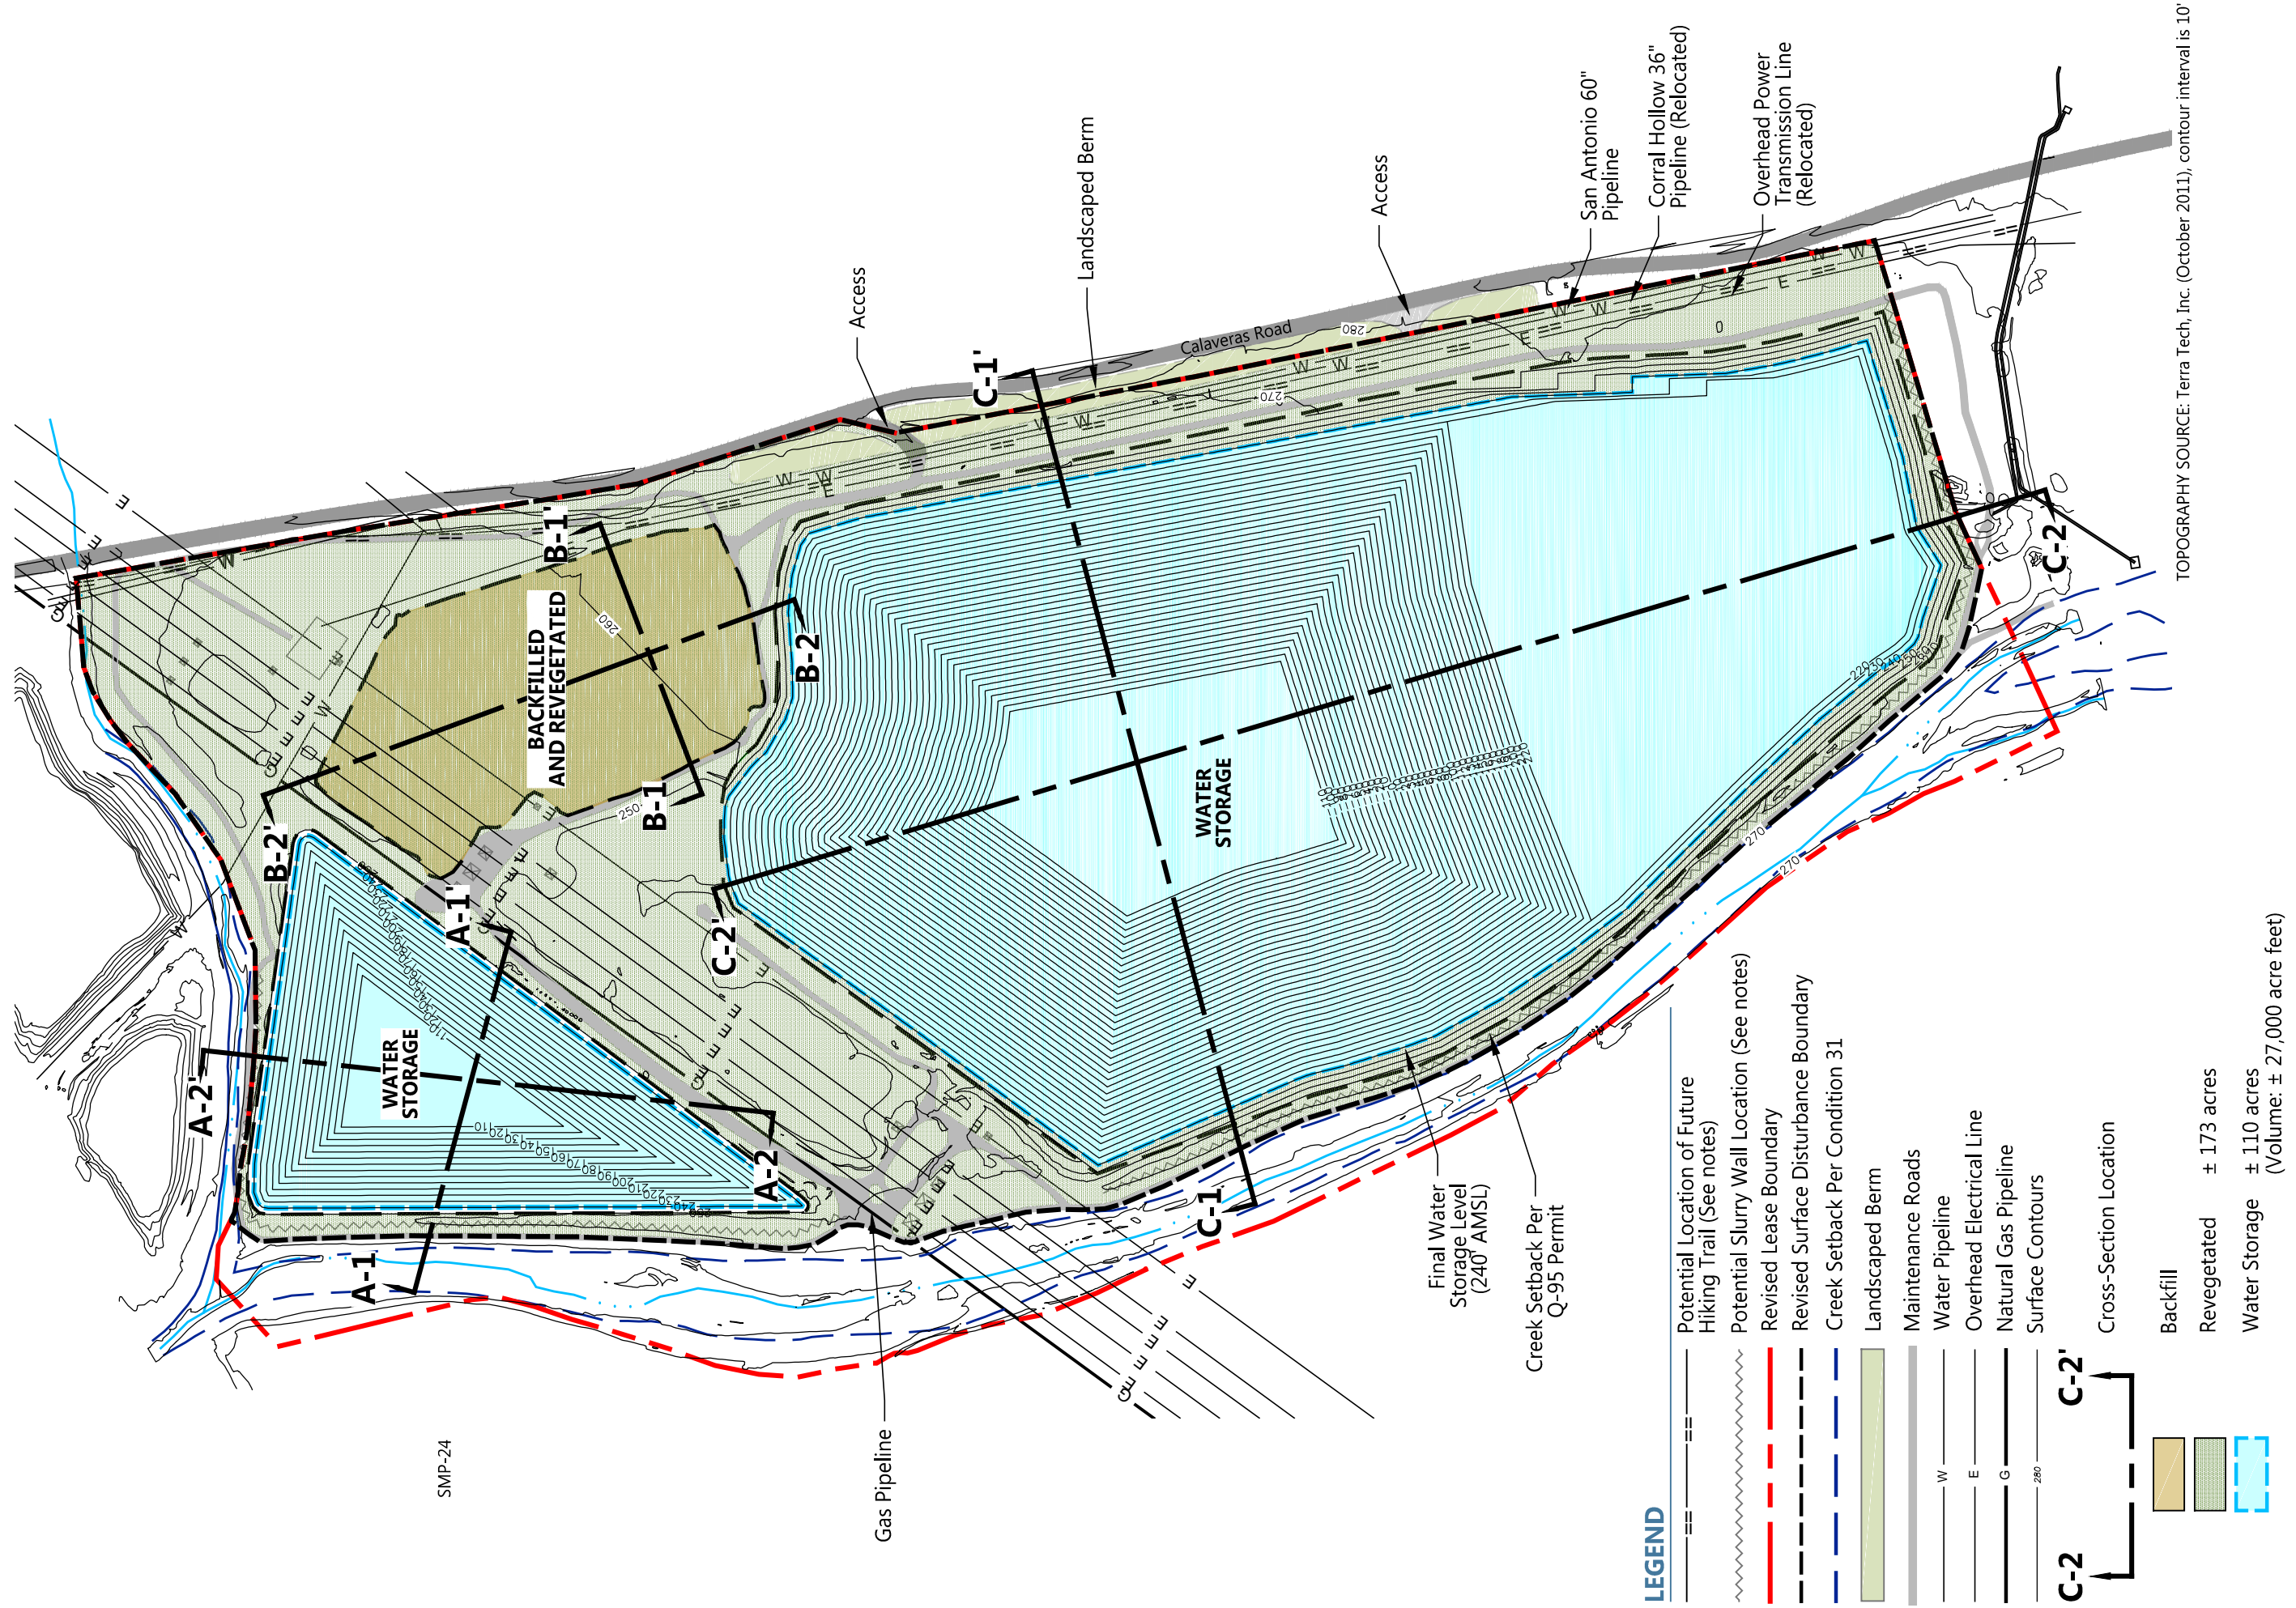 BACKFILLED
AND REVEGETATED
WATER
STORAGE
WATER
STORAGE
A-1
A-1'
A-2
A-2'
B-1
B-1'
B-2
B-2'
C-1
C-1'
C-2
C-2'
SMP-24
Calaveras Road
Access
Landscaped Berm
Access
San Antonio 60"
Pipeline
Corral Hollow 36"
Pipeline (Relocated)
Overhead Power
Transmission Line
(Relocated)
Gas Pipeline
Final Water
Storage Level
(240' AMSL)
Creek Setback Per
Q-95 Permit
250
260
270
280
270
270
LEGEND
Potential Location of Future
Hiking Trail (See notes)
Potential Slurry Wall Location (See notes)
Revised Lease Boundary
Revised Surface Disturbance Boundary
Creek Setback Per Condition 31
Landscaped Berm
Maintenance Roads
W Water Pipeline
E Overhead Electrical Line
G Natural Gas Pipeline
280 Surface Contours
C-2 C-2' Cross-Section Location
Backfill
Revegetated ± 173 acres
Water Storage ± 110 acres
(Volume: ± 27,000 acre feet)
TOPOGRAPHY SOURCE: Terra Tech, Inc. (October 2011), contour interval is 10'